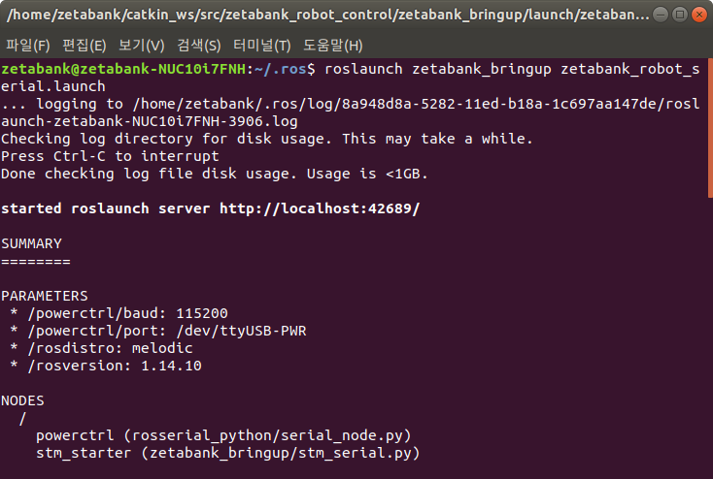 /home/zetabank/catkin_ws/src/zetabank_robot_control/zetabank_bringup/launch/zetaban...
파일(F) 편집(E) 보기(V) 검색(S) 터미널(T) 도움말(H)
zetabank@zetabank-NUC10i7FNH:~/.ros$ roslaunch zetabank_bringup zetabank_robot_s
erial.launch
... logging to /home/zetabank/.ros/log/8a948d8a-5282-11ed-b18a-1c697aa147de/rosl
aunch-zetabank-NUC10i7FNH-3906.log
Checking log directory for disk usage. This may take a while.
Press Ctrl-C to interrupt
Done checking log file disk usage. Usage is <1GB.
started roslaunch server http://localhost:42689/
SUMMARY
========
PARAMETERS
* /powerctrl/baud: 115200
* /powerctrl/port: /dev/ttyUSB-PWR
* /rosdistro: melodic
* /rosversion: 1.14.10
NODES
/
powerctrl (rosserial_python/serial_node.py)
stm_starter (zetabank_bringup/stm_serial.py)